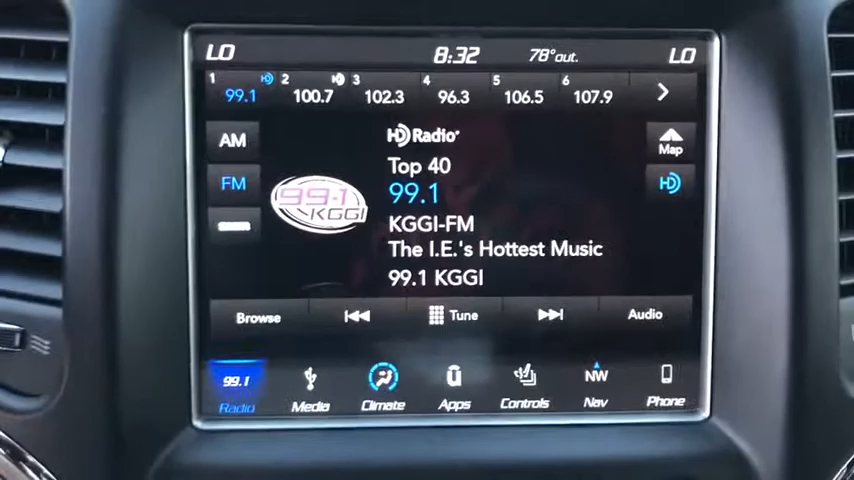 LO 8:32 78°out. LO
1 2 3 4 5 6
99.1 100.7 102.3 96.3 106.5 107.9
AM
FM
HD Radio
Map
HD
Top 40
99.1
99.1
KGGI
KGGI-FM
The I.E.'s Hottest Music
99.1 KGGI
Browse Tune Audio
99.1 NW
Radio Media Climate Apps Controls Nav Phone